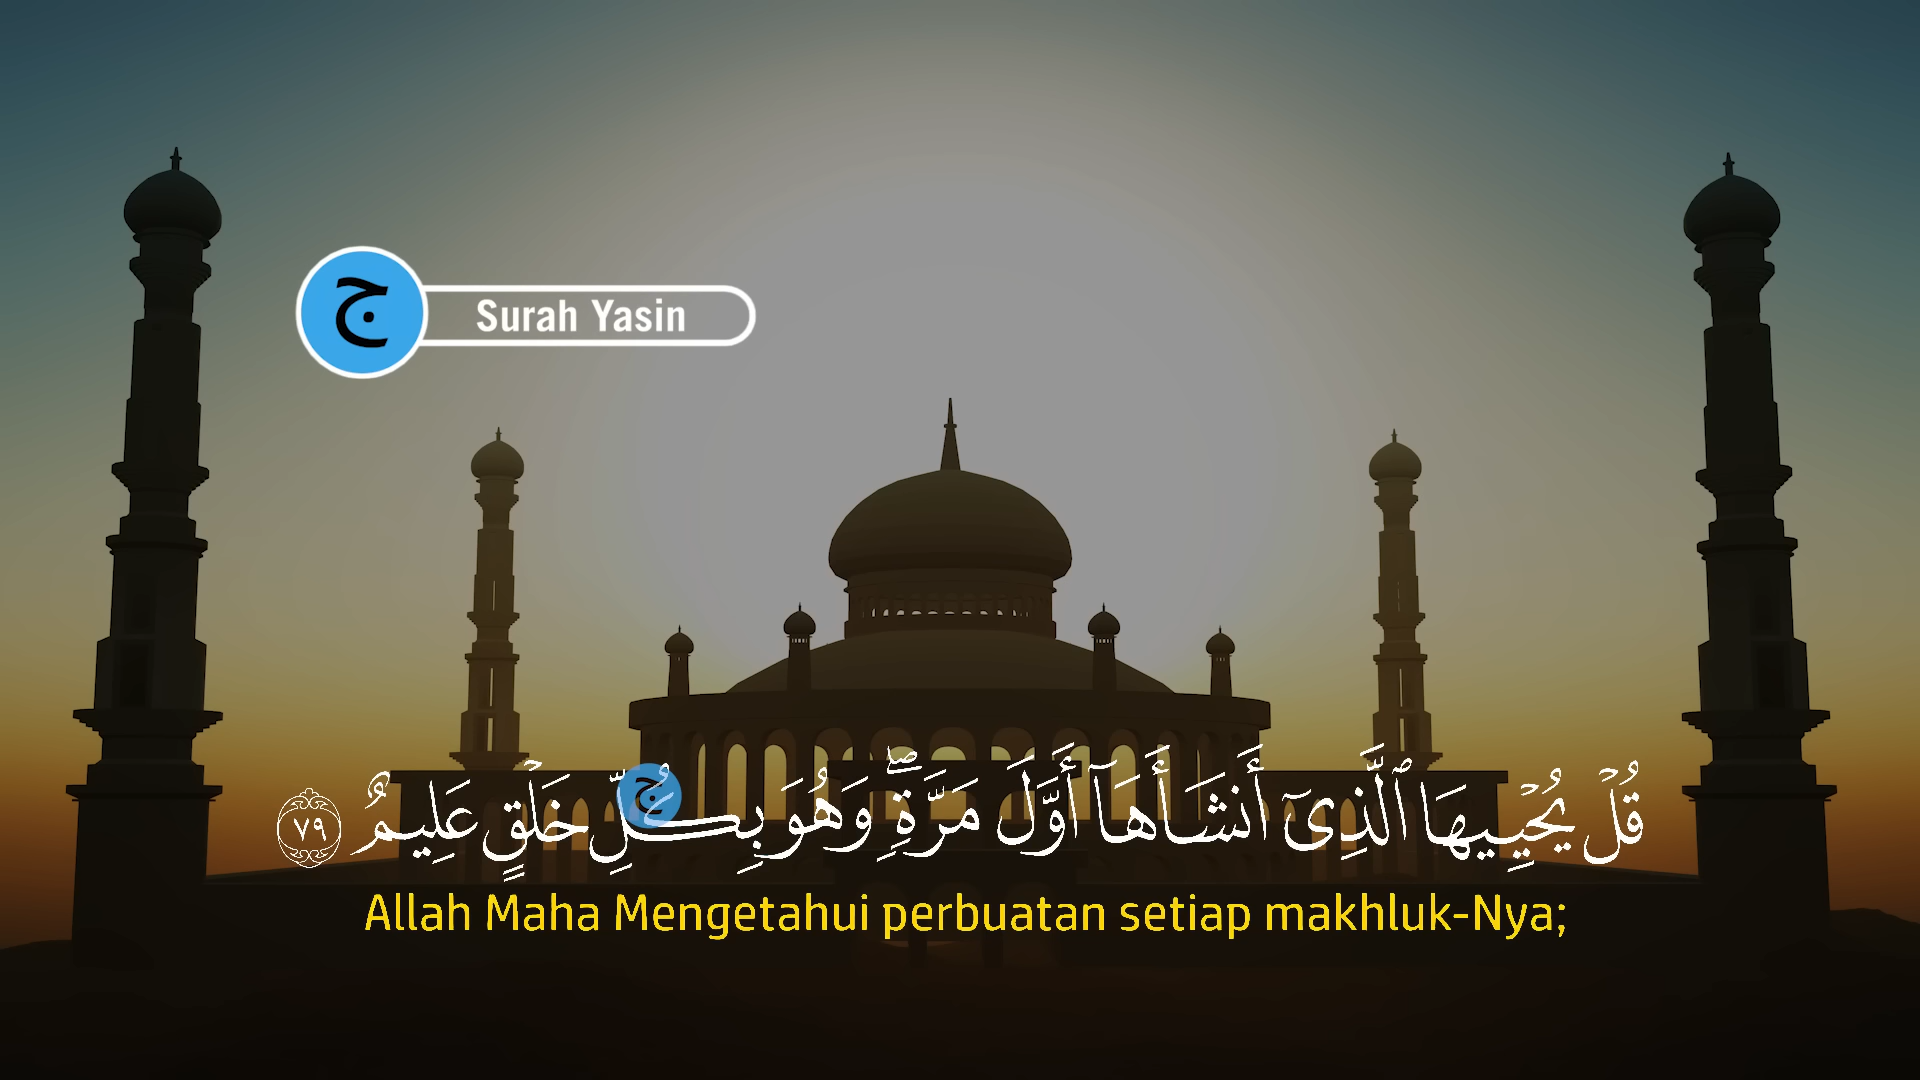 ج
Surah Yasin
قُلْ يُحْيِيهَا ٱلَّذِىٓ أَنشَأَهَآ أَوَّلَ مَرَّةٍۢ ۖ وَهُوَ بِكُلِّ خَلْقٍ عَلِيمٌ ٧٩
ج
Allah Maha Mengetahui perbuatan setiap makhluk-Nya;